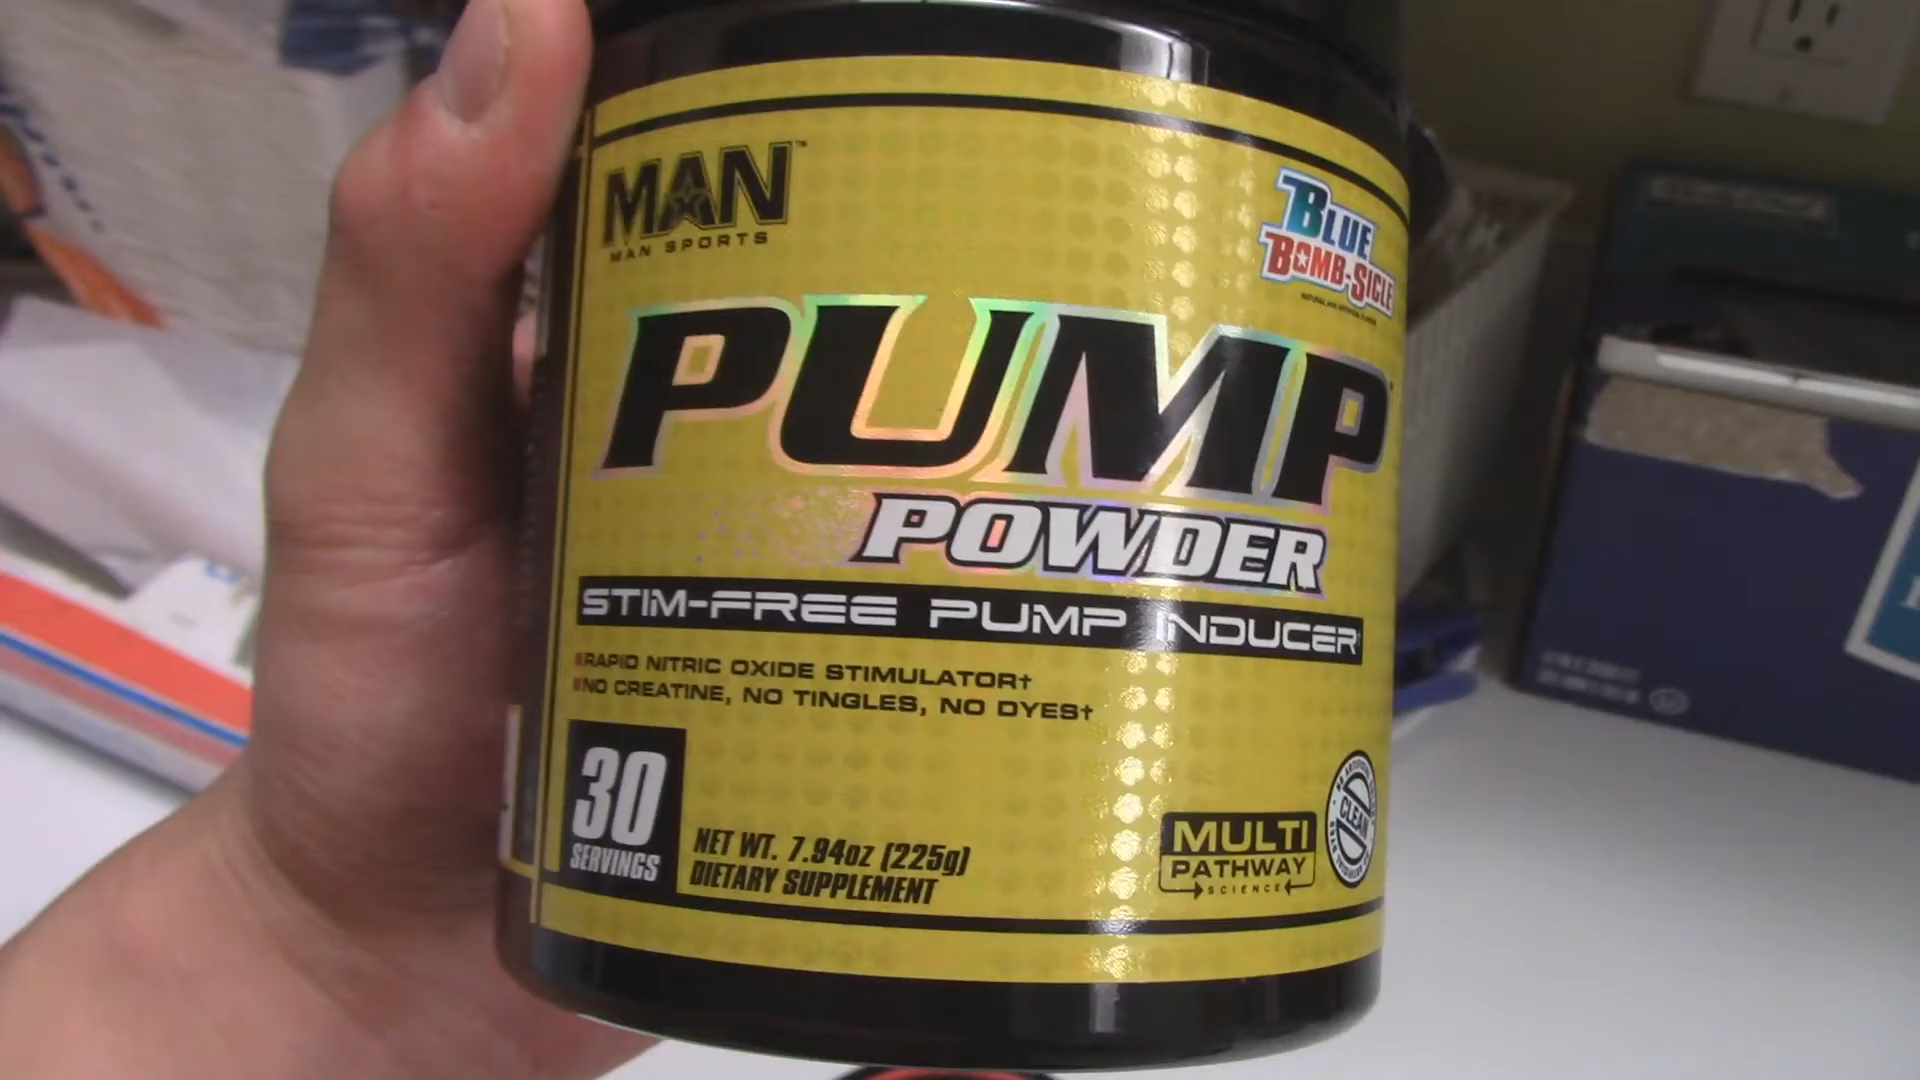 MAN™
MAN SPORTS
BLUE
BOMB-SICLE
PUMP
POWDER
STIM-FREE PUMP INDUCER†
RAPID NITRIC OXIDE STIMULATOR†
NO CREATINE, NO TINGLES, NO DYES†
30
SERVINGS
NET WT. 7.94oz (225g)
DIETARY SUPPLEMENT
MULTI
PATHWAY
SCIENCE
CLEAN